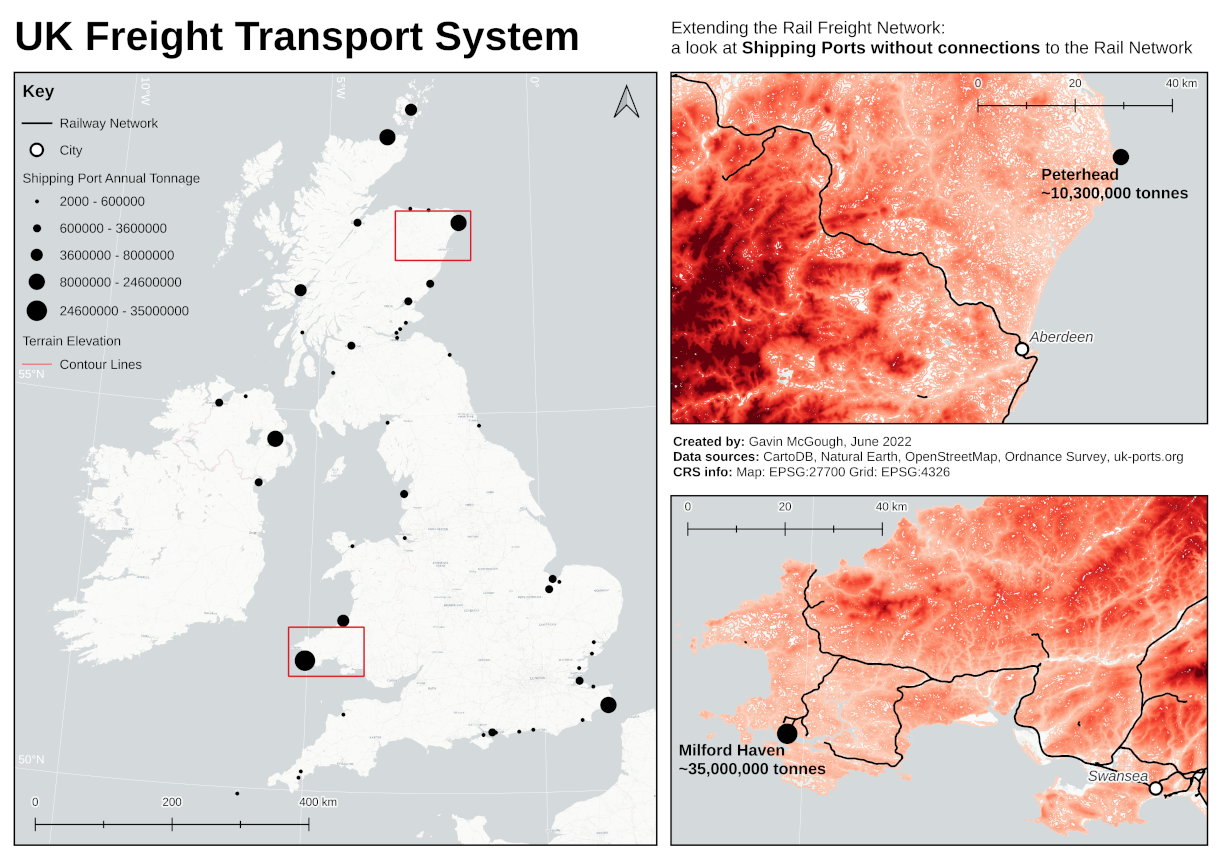 UK Freight Transport System
Extending the Rail Freight Network:
a look at Shipping Ports without connections to the Rail Network
10°W
5°W
0°
Key
Railway Network
City
Shipping Port Annual Tonnage
2000 - 600000
600000 - 3600000
3600000 - 8000000
8000000 - 24600000
24600000 - 35000000
Terrain Elevation
Contour Lines
55°N
50°N
0 200 400 km
0 20 40 km
Peterhead
~10,300,000 tonnes
Aberdeen
Created by: Gavin McGough, June 2022
Data sources: CartoDB, Natural Earth, OpenStreetMap, Ordnance Survey, uk-ports.org
CRS info: Map: EPSG:27700 Grid: EPSG:4326
0 20 40 km
Milford Haven
~35,000,000 tonnes
Swansea